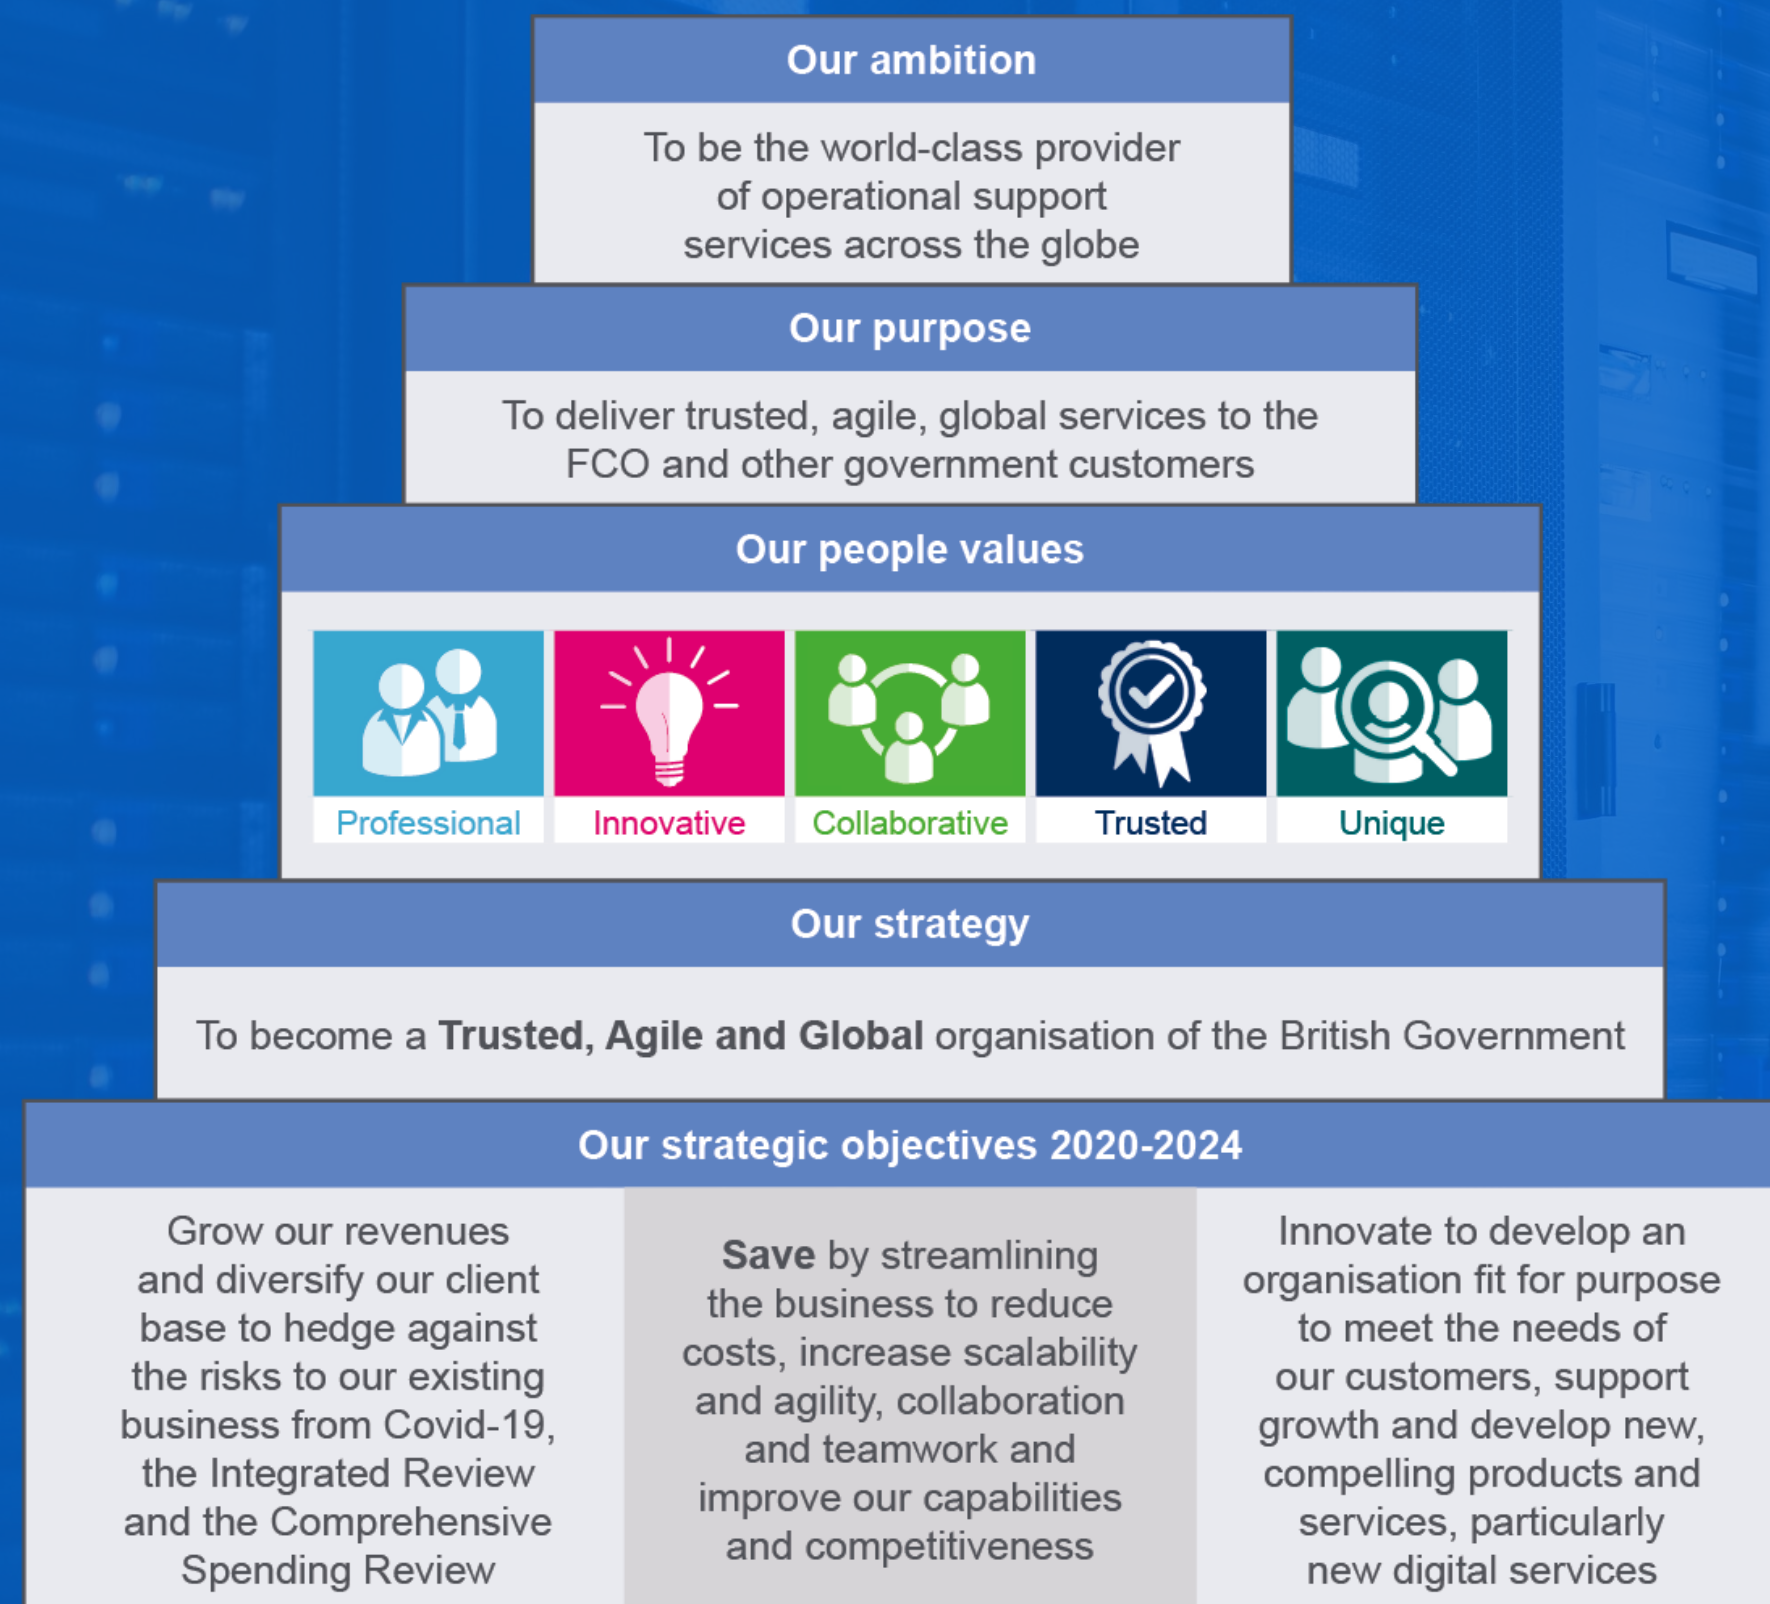 Our ambition
To be the world-class provider
of operational support
services across the globe
Our purpose
To deliver trusted, agile, global services to the
FCO and other government customers
Our people values
Professional
Innovative
Collaborative
Trusted
Unique
Our strategy
To become a Trusted, Agile and Global organisation of the British Government
Our strategic objectives 2020-2024
Grow our revenues
and diversify our client
base to hedge against
the risks to our existing
business from Covid-19,
the Integrated Review
and the Comprehensive
Spending Review
Save by streamlining
the business to reduce
costs, increase scalability
and agility, collaboration
and teamwork and
improve our capabilities
and competitiveness
Innovate to develop an
organisation fit for purpose
to meet the needs of
our customers, support
growth and develop new,
compelling products and
services, particularly
new digital services